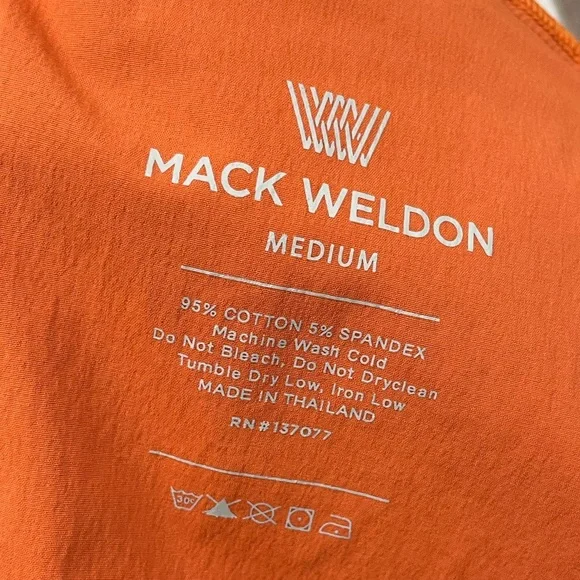 MACK WELDON
MEDIUM
95% COTTON 5% SPANDEX
Machine Wash Cold
Do Not Bleach, Do Not Dryclean
Tumble Dry Low, Iron Low
MADE IN THAILAND
RN#137077
30°